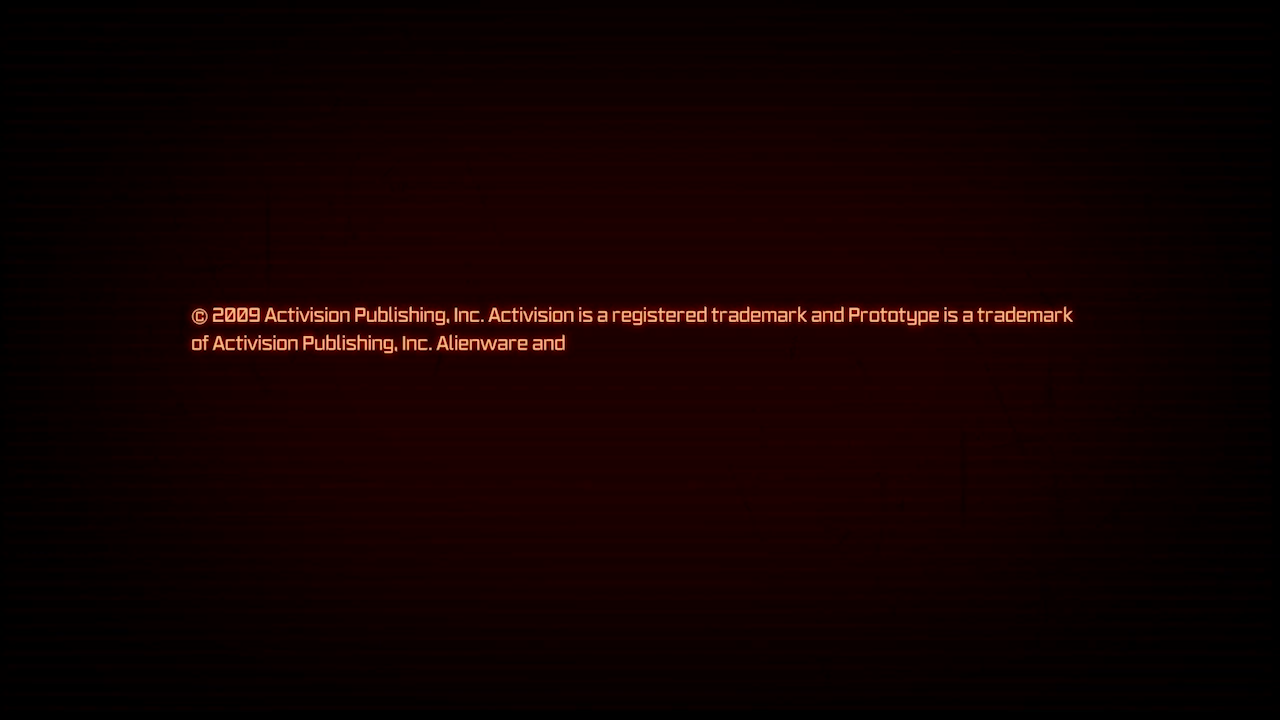 © 2009 Activision Publishing, Inc. Activision is a registered trademark and Prototype is a trademark
of Activision Publishing, Inc. Alienware and